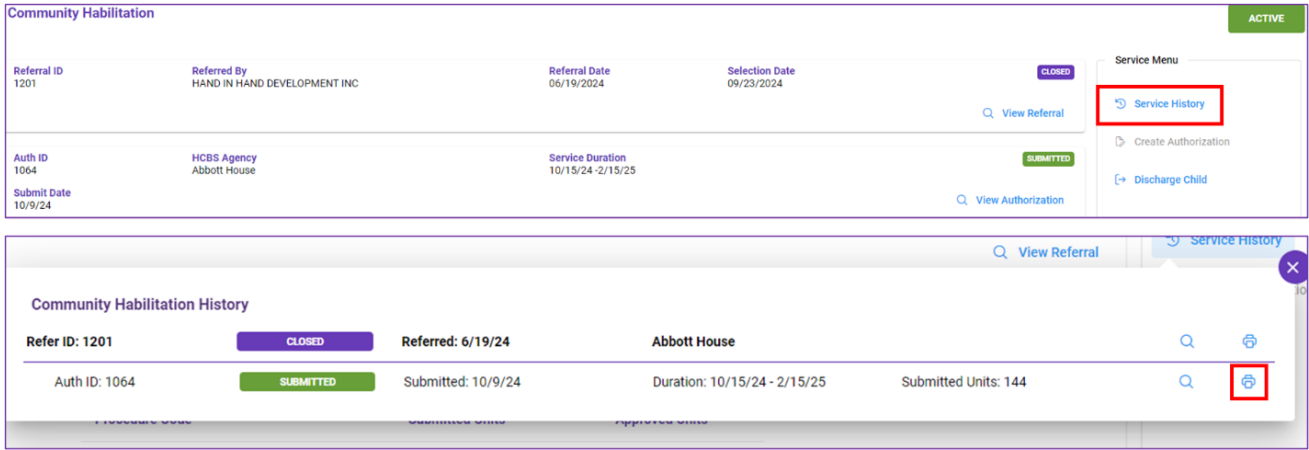 Community Habilitation
ACTIVE
Referral ID Referred By Referral Date Selection Date CLOSED
1201 HAND IN HAND DEVELOPMENT INC 06/19/2024 09/23/2024
View Referral
Auth ID HCBS Agency Service Duration SUBMITTED
1064 Abbott House 10/15/24 -2/15/25
Submit Date
10/9/24
View Authorization
Service Menu
Service History
Create Authorization
Discharge Child
View Referral
Service History
Community Habilitation History
Refer ID: 1201 CLOSED Referred: 6/19/24 Abbott House
Auth ID: 1064 SUBMITTED Submitted: 10/9/24 Duration: 10/15/24 - 2/15/25 Submitted Units: 144
Procedure Code Submitted Units Approved Units